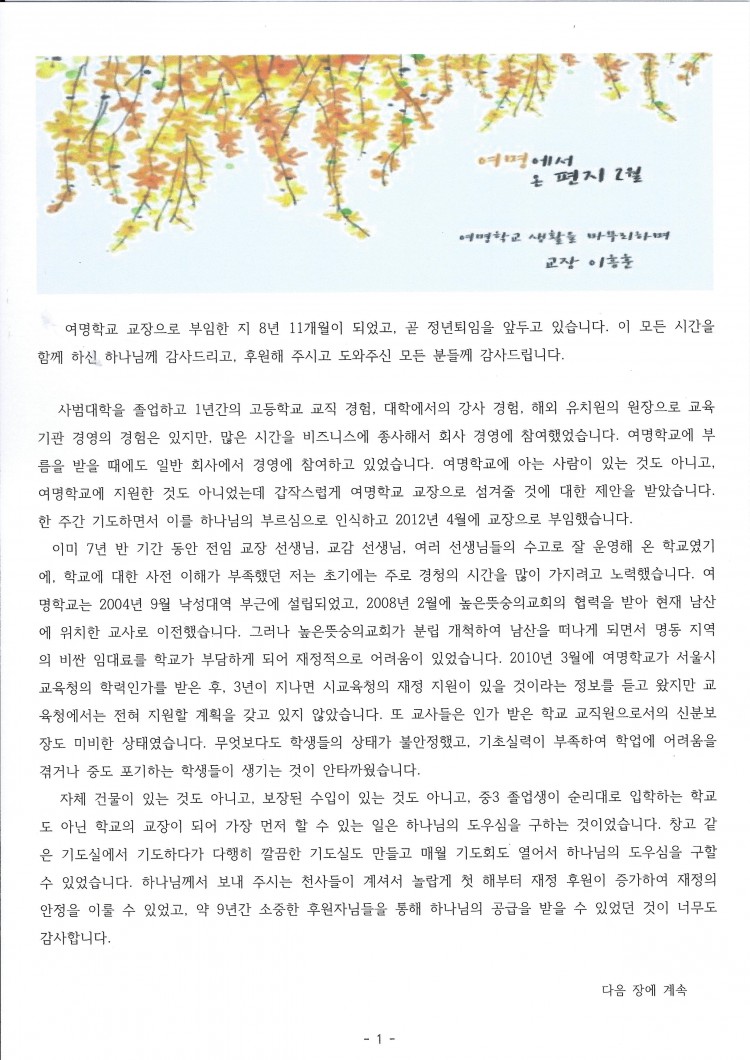 여명에서
온 편지 2월
여명학교 생활을 마무리하며
교장 이흥훈
여명학교 교장으로 부임한 지 8년 11개월이 되었고, 곧 정년퇴임을 앞두고 있습니다. 이 모든 시간을
함께 하신 하나님께 감사드리고, 후원해 주시고 도와주신 모든 분들께 감사드립니다.
사범대학을 졸업하고 1년간의 고등학교 교직 경험, 대학에서의 강사 경험, 해외 유치원의 원장으로 교육
기관 경영의 경험은 있지만, 많은 시간을 비즈니스에 종사해서 회사 경영에 참여했었습니다. 여명학교에 부
름을 받을 때에도 일반 회사에서 경영에 참여하고 있었습니다. 여명학교에 아는 사람이 있는 것도 아니고,
여명학교에 지원한 것도 아니었는데 갑작스럽게 여명학교 교장으로 섬겨줄 것에 대한 제안을 받았습니다.
한 주간 기도하면서 이를 하나님의 부르심으로 인식하고 2012년 4월에 교장으로 부임했습니다.
이미 7년 반 기간 동안 전임 교장 선생님, 교감 선생님, 여러 선생님들의 수고로 잘 운영해 온 학교였기
에, 학교에 대한 사전 이해가 부족했던 저는 초기에는 주로 경청의 시간을 많이 가지려고 노력했습니다. 여
명학교는 2004년 9월 낙성대역 부근에 설립되었고, 2008년 2월에 높은뜻숭의교회의 협력을 받아 현재 남산
에 위치한 교사로 이전했습니다. 그러나 높은뜻숭의교회가 분립 개척하여 남산을 떠나게 되면서 명동 지역
의 비싼 임대료를 학교가 부담하게 되어 재정적으로 어려움이 있었습니다. 2010년 3월에 여명학교가 서울시
교육청의 학력인가를 받은 후, 3년이 지나면 시교육청의 재정 지원이 있을 것이라는 정보를 듣고 왔지만 교
육청에서는 전혀 지원할 계획을 갖고 있지 않았습니다. 또 교사들은 인가 받은 학교 교직원으로서의 신분보
장도 미비한 상태였습니다. 무엇보다도 학생들의 상태가 불안정했고, 기초실력이 부족하여 학업에 어려움을
겪거나 중도 포기하는 학생들이 생기는 것이 안타까웠습니다.
자체 건물이 있는 것도 아니고, 보장된 수입이 있는 것도 아니고, 중3 졸업생이 순리대로 입학하는 학교
도 아닌 학교의 교장이 되어 가장 먼저 할 수 있는 일은 하나님의 도우심을 구하는 것이었습니다. 창고 같
은 기도실에서 기도하다가 다행히 깔끔한 기도실도 만들고 매월 기도회도 열어서 하나님의 도우심을 구할
수 있었습니다. 하나님께서 보내 주시는 천사들이 계셔서 놀랍게 첫 해부터 재정 후원이 증가하여 재정의
안정을 이룰 수 있었고, 약 9년간 소중한 후원자님들을 통해 하나님의 공급을 받을 수 있었던 것이 너무도
감사합니다.
다음 장에 계속
- 1 -